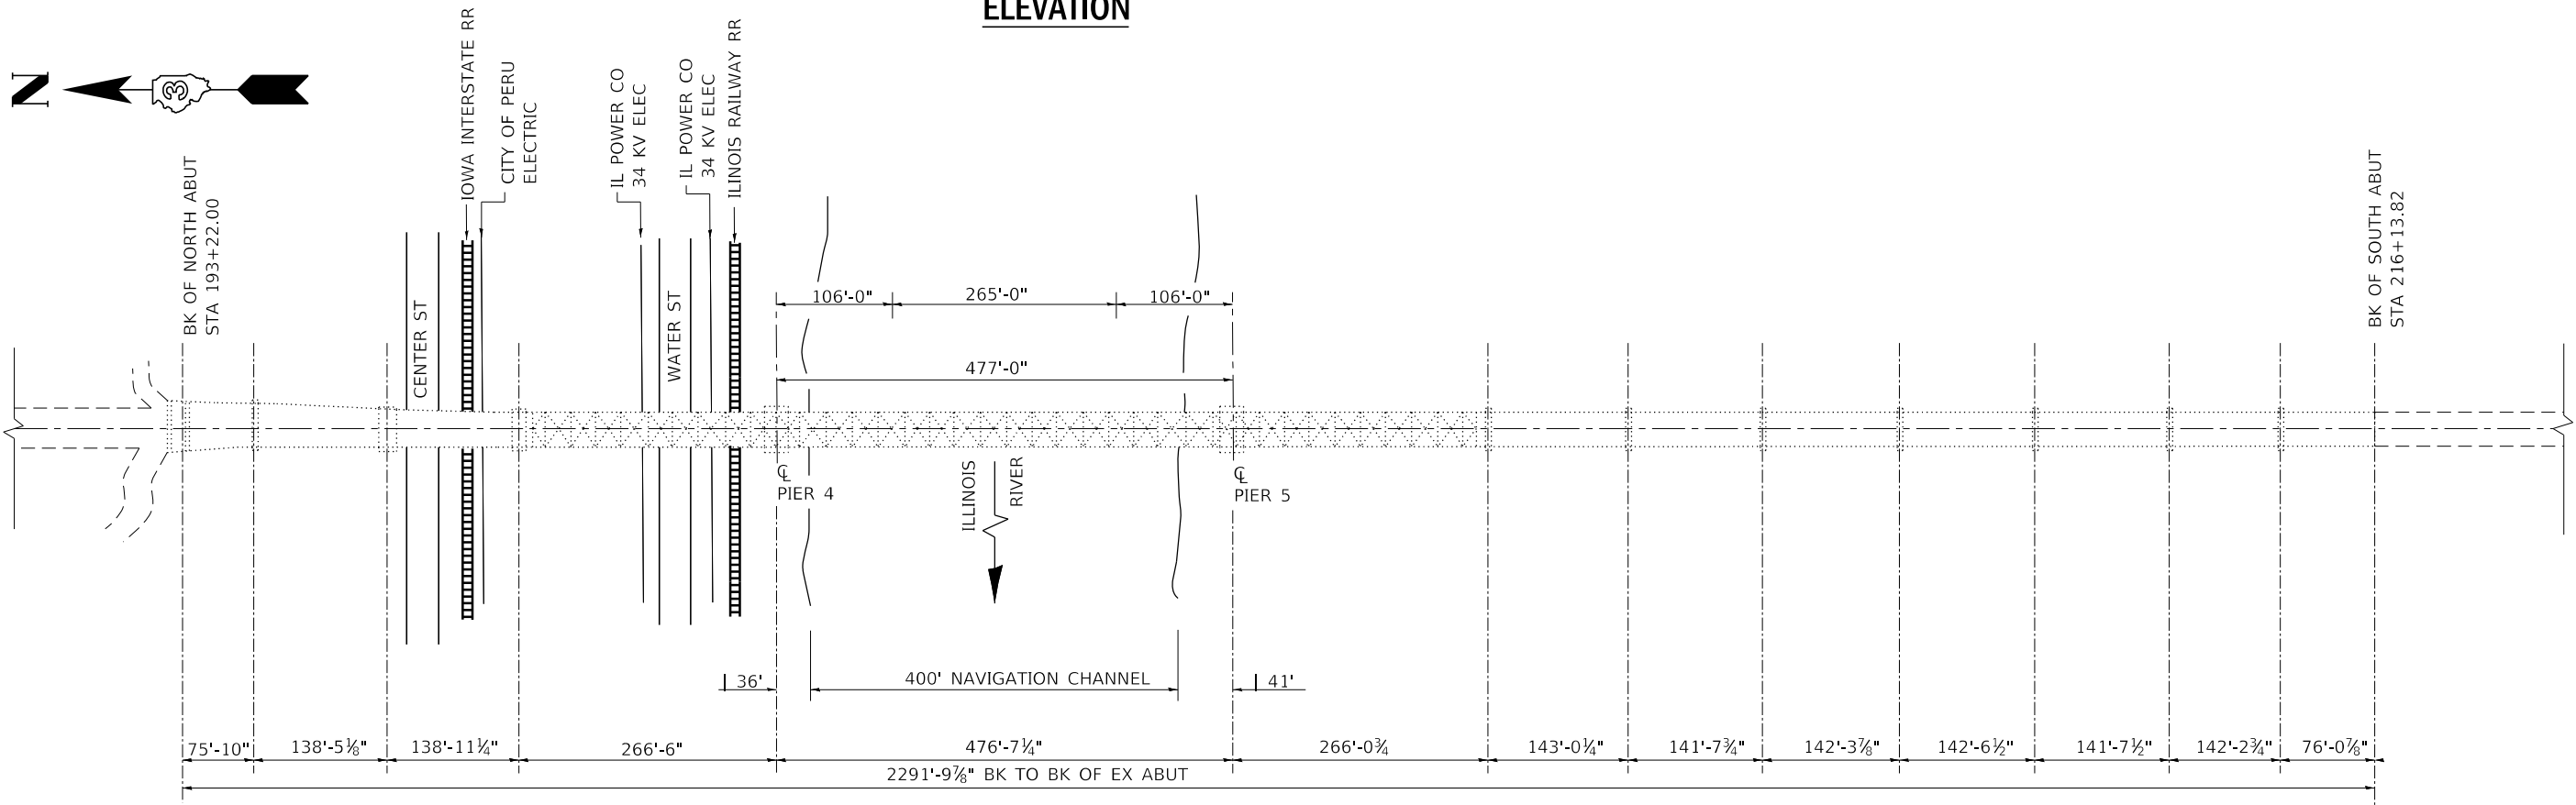 ELEVATION
N
3
BK OF NORTH ABUT
STA 193+22.00
CENTER ST
IOWA INTERSTATE RR
CITY OF PERU
ELECTRIC
IL POWER CO
34 KV ELEC
WATER ST
IL POWER CO
34 KV ELEC
ILINOIS RAILWAY RR
BK OF SOUTH ABUT
STA 216+13.82
106'-0" 265'-0" 106'-0"
477'-0"
℄
PIER 4
ILLINOIS
RIVER
℄
PIER 5
36' 400' NAVIGATION CHANNEL 41'
75'-10" 138'-5⅛" 138'-11¼" 266'-6" 476'-7¼" 266'-0¾ 143'-0¼" 141'-7¾" 142'-3⅞" 142'-6½" 141'-7½" 142'-2¾" 76'-0⅞"
2291'-9⅞" BK TO BK OF EX ABUT